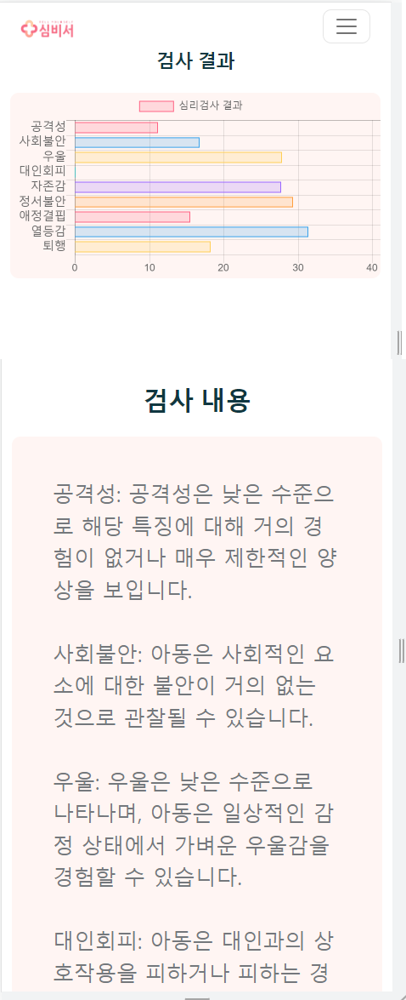 심비서
검사 결과
심리검사 결과
공격성
사회불안
우울
대인회피
자존감
정서불안
애정결핍
열등감
퇴행
0 10 20 30 40
검사 내용
공격성: 공격성은 낮은 수준으
로 해당 특징에 대해 거의 경
험이 없거나 매우 제한적인 양
상을 보입니다.
사회불안: 아동은 사회적인 요
소에 대한 불안이 거의 없는
것으로 관찰될 수 있습니다.
우울: 우울은 낮은 수준으로
나타나며, 아동은 일상적인 감
정 상태에서 가벼운 우울감을
경험할 수 있습니다.
대인회피: 아동은 대인과의 상
호작용을 피하거나 피하는 경